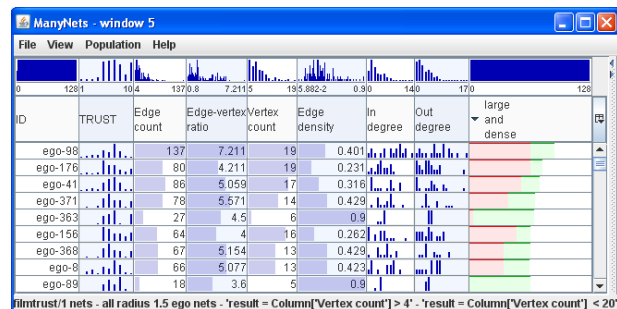 ManyNets - window 5
File View Population Help
0 128 1 10 4 137 0.8 7.211 5 19 5.882-2 0.9 0 14 0 17 0 128
ID TRUST Edge count Edge-vertex ratio Vertex count Edge density In degree Out degree large and dense
ego-98 137 7.211 19 0.401
ego-176 80 4.211 19 0.231
ego-41 86 5.059 17 0.316
ego-371 78 5.571 14 0.429
ego-363 27 4.5 6 0.9
ego-156 64 4 16 0.262
ego-368 67 5.154 13 0.429
ego-8 66 5.077 13 0.423
ego-89 18 3.6 5 0.9
filmtrust/1 nets - all radius 1.5 ego nets - 'result = Column['Vertex count'] > 4' - 'result = Column['Vertex count'] < 20'